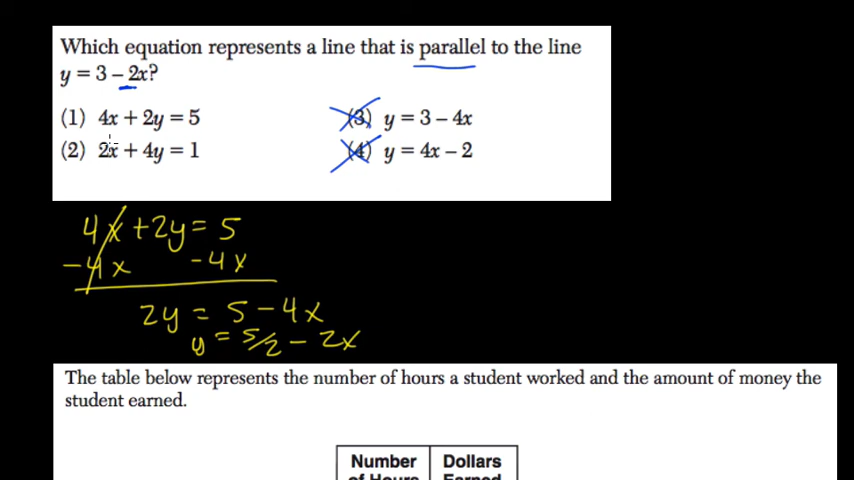 Which equation represents a line that is parallel to the line
y = 3 – 2x?
(1) 4x + 2y = 5
(3) y = 3 – 4x
(2) 2x + 4y = 1
(4) y = 4x – 2
4x + 2y = 5
-4x -4x
2y = 5 - 4x
y = 5/2 - 2x
The table below represents the number of hours a student worked and the amount of money the
student earned.
Number Dollars
of Hours Earned